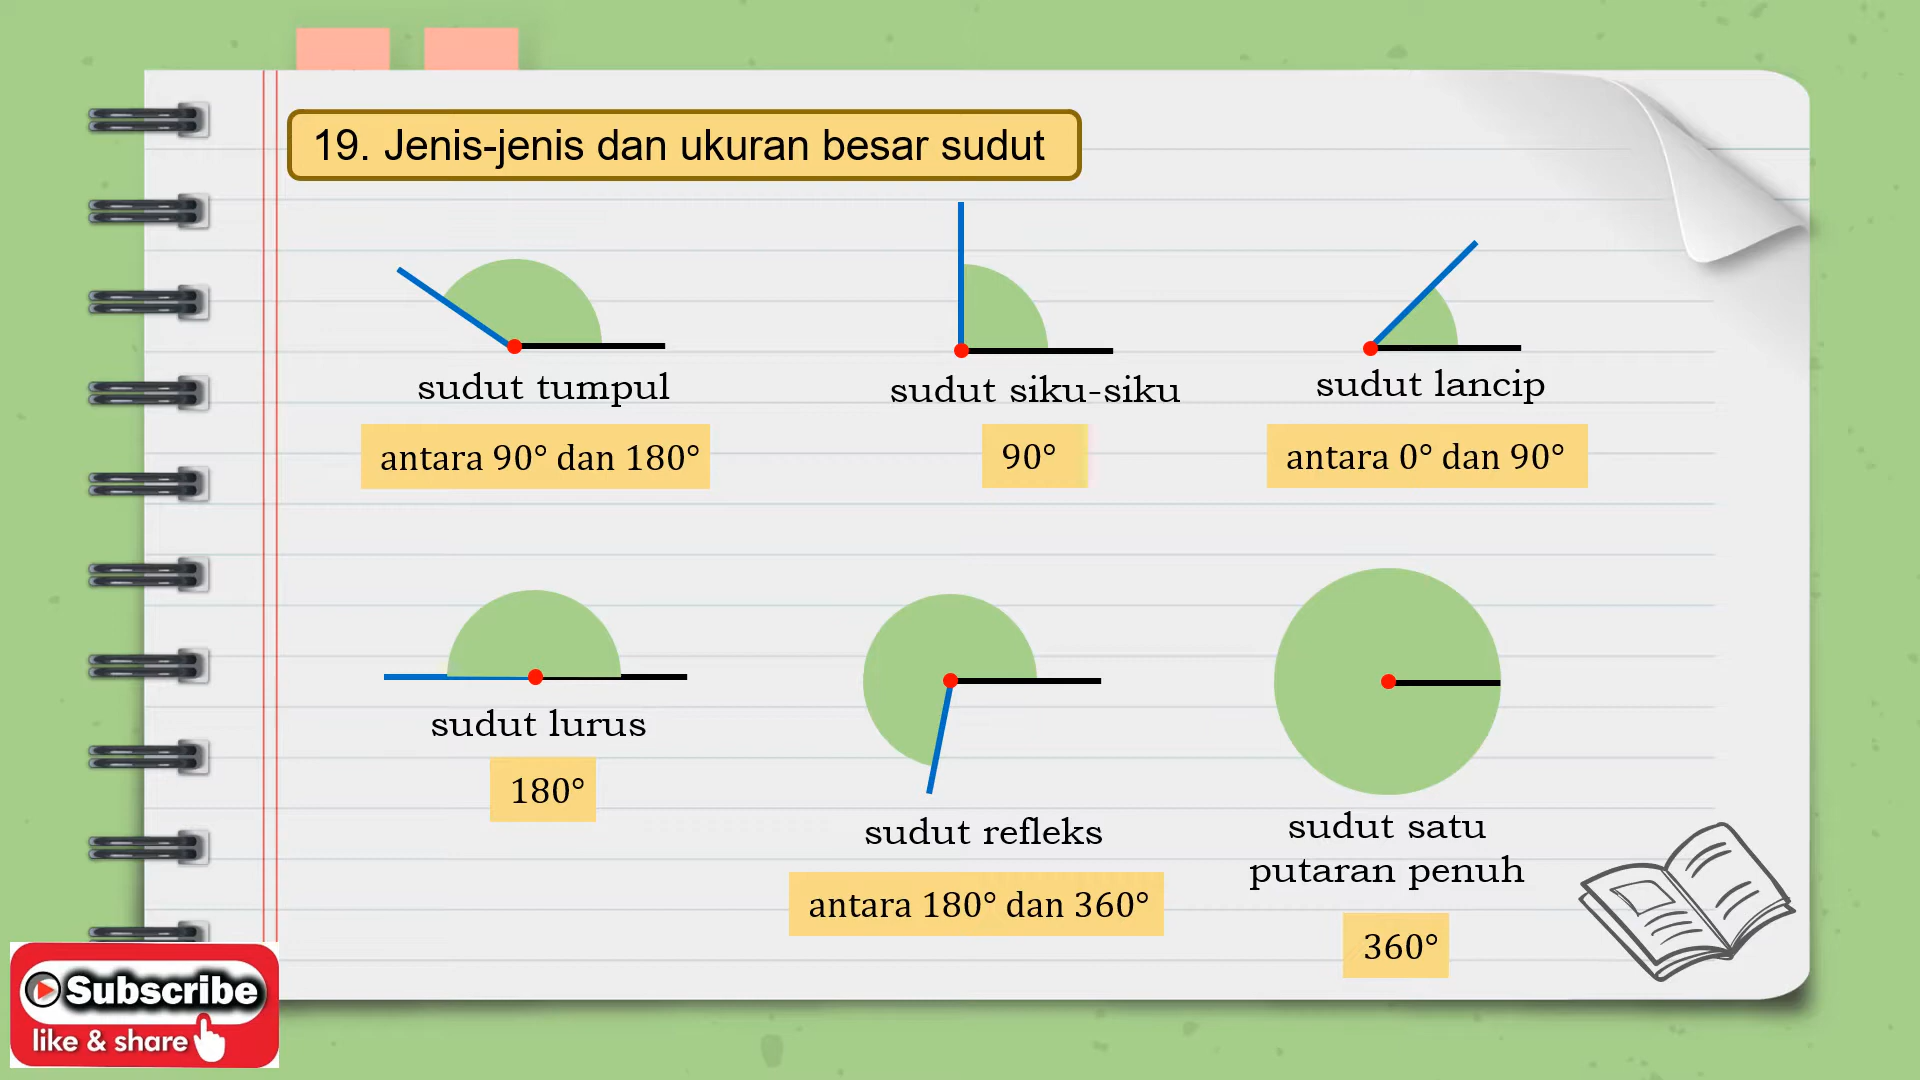 19. Jenis-jenis dan ukuran besar sudut
sudut tumpul
antara 90° dan 180°
sudut siku-siku
90°
sudut lancip
antara 0° dan 90°
sudut lurus
180°
sudut refleks
antara 180° dan 360°
sudut satu
putaran penuh
360°
Subscribe
like & share